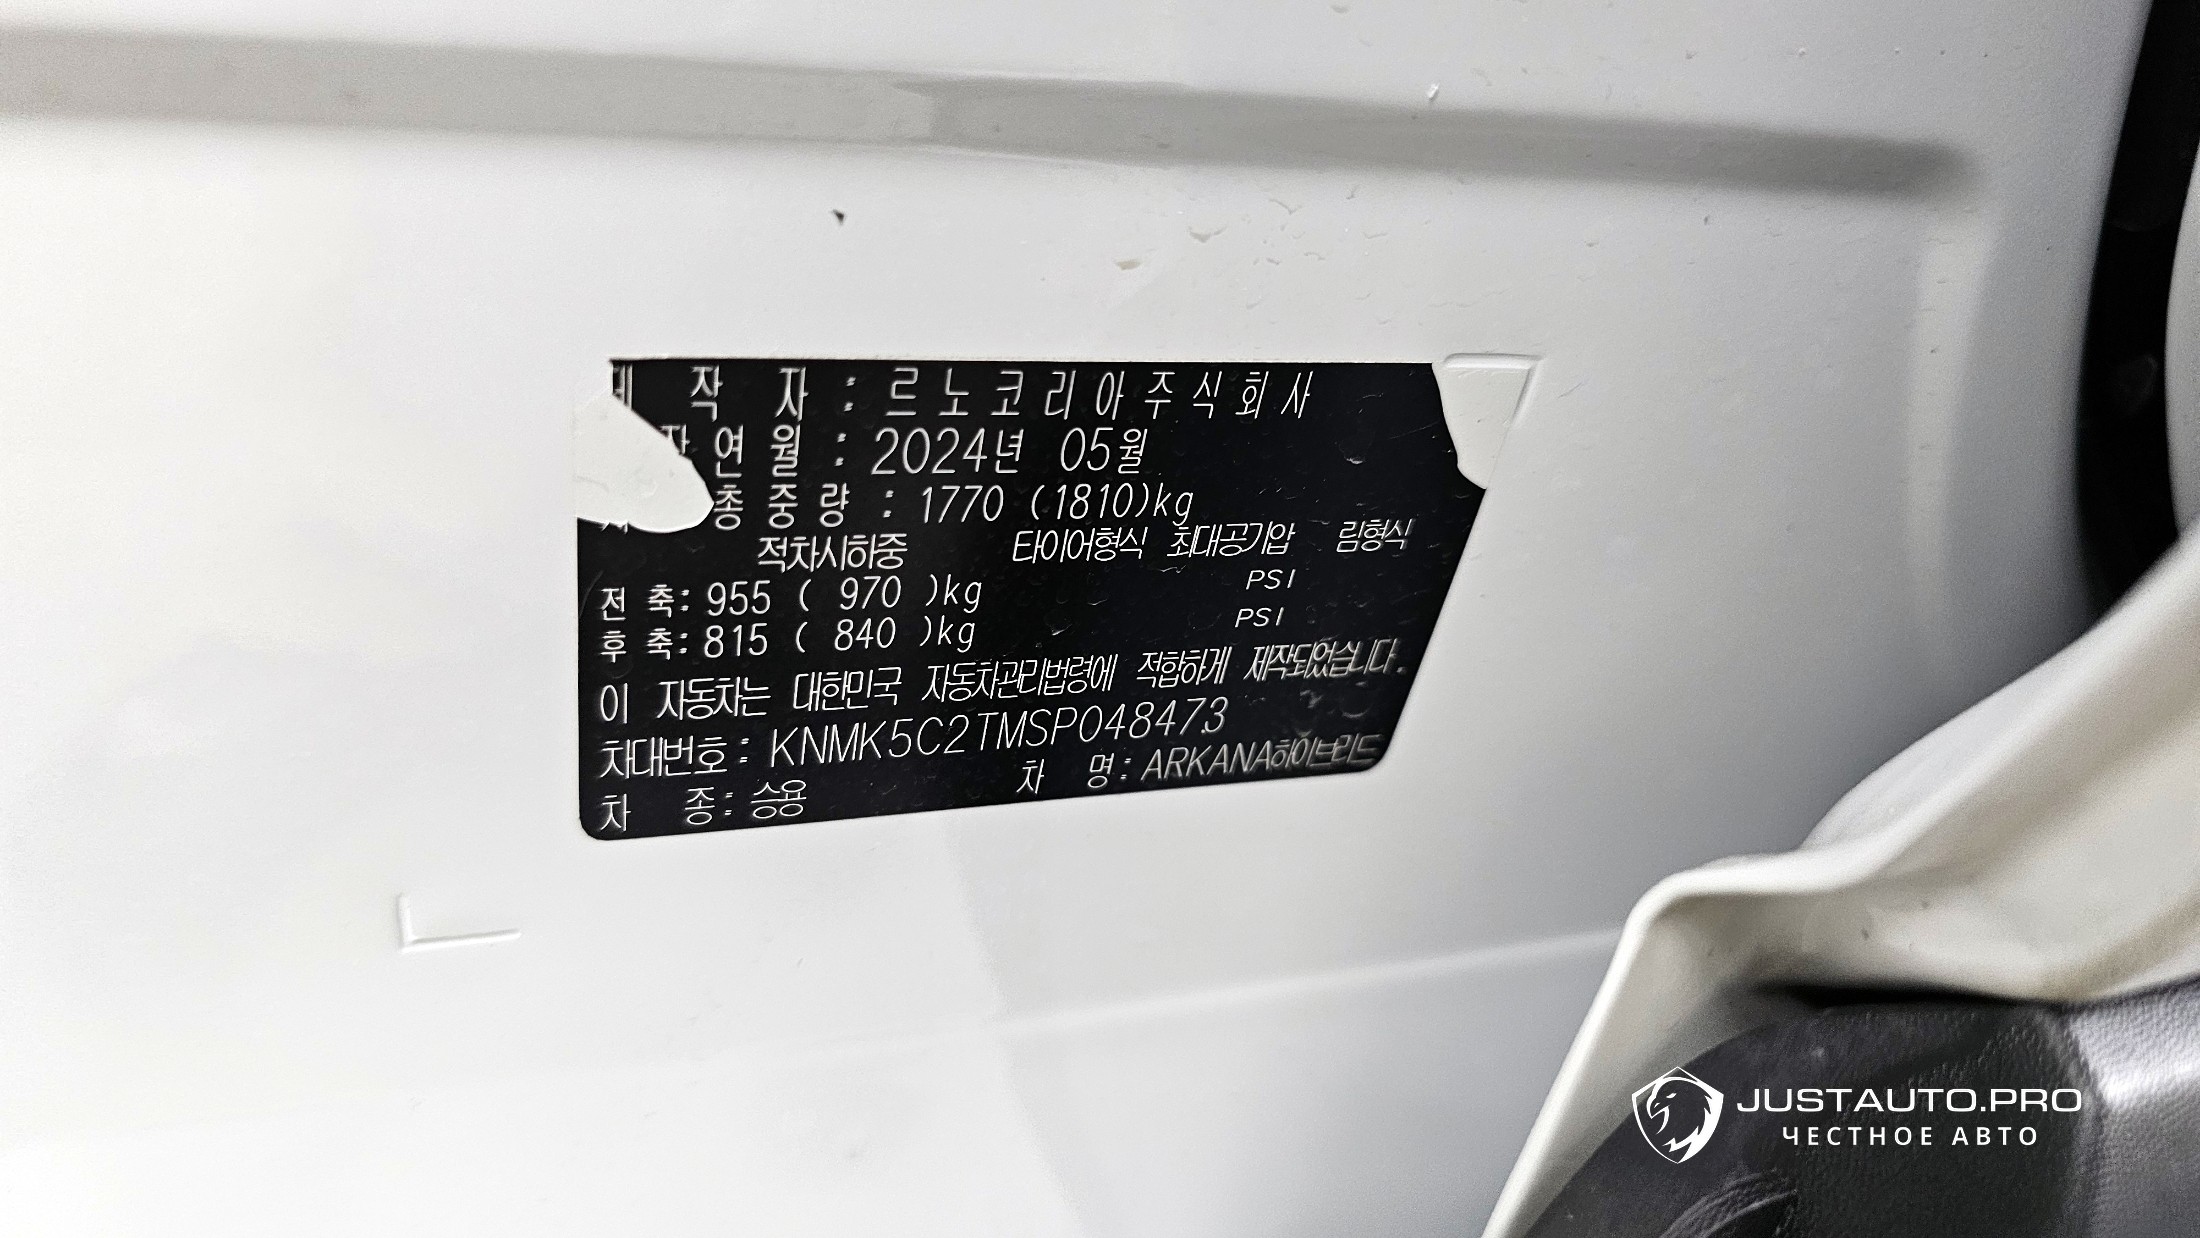 작 자 : 르노코리아주식회사
연 월 : 2024년 05월
총 중 량 : 1770 (1810)kg
적차시하중 타이어형식 최대공기압 림형식
전 축: 955 ( 970 )kg PSI
후 축: 815 ( 840 )kg PSI
이 자동차는 대한민국 자동차관리법령에 적합하게 제작되었습니다.
차대번호: KNMK5C2TMSP048473
차 종: 승용 차 명: ARKANA하이브리드
JUSTAUTO.PRO
ЧЕСТНОЕ АВТО